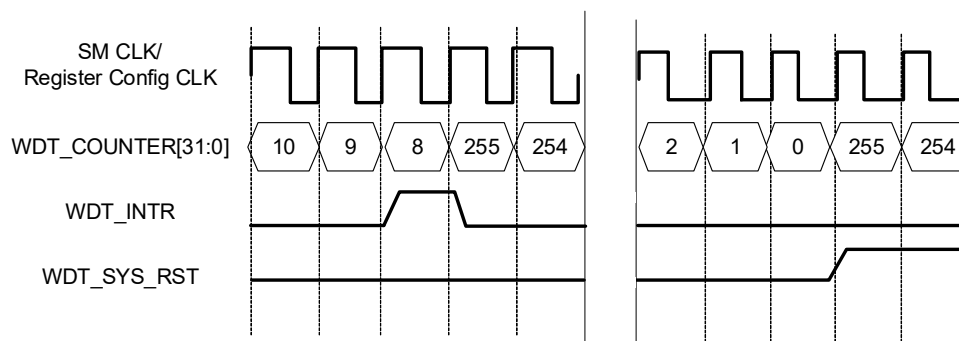 SM CLK/
Register Config CLK
WDT_COUNTER[31:0] 10 9 8 255 254 2 1 0 255 254
WDT_INTR
WDT_SYS_RST